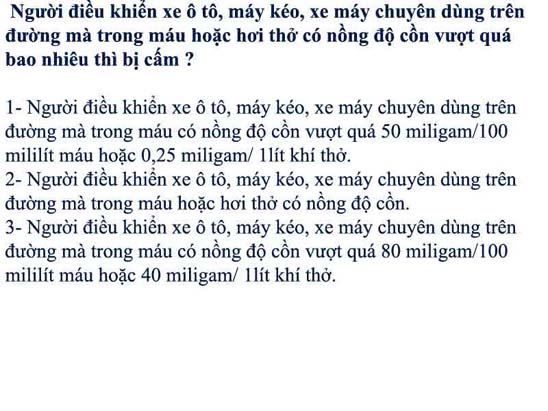 Người điều khiển xe ô tô, máy kéo, xe máy chuyên dùng trên
đường mà trong máu hoặc hơi thở có nồng độ cồn vượt quá
bao nhiêu thì bị cấm ?
1- Người điều khiển xe ô tô, máy kéo, xe máy chuyên dùng trên
đường mà trong máu có nồng độ cồn vượt quá 50 miligam/100
mililít máu hoặc 0,25 miligam/ 1lít khí thở.
2- Người điều khiển xe ô tô, máy kéo, xe máy chuyên dùng trên
đường mà trong máu hoặc hơi thở có nồng độ cồn.
3- Người điều khiển xe ô tô, máy kéo, xe máy chuyên dùng trên
đường mà trong máu có nồng độ cồn vượt quá 80 miligam/100
mililít máu hoặc 40 miligam/ 1lít khí thở.